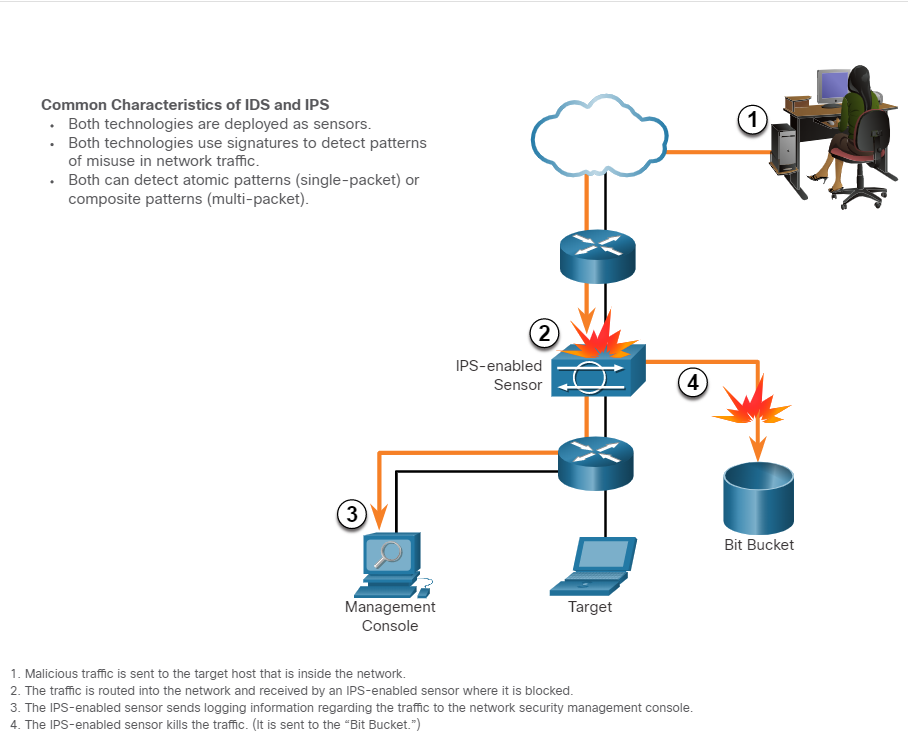 Common Characteristics of IDS and IPS
• Both technologies are deployed as sensors.
• Both technologies use signatures to detect patterns
of misuse in network traffic.
• Both can detect atomic patterns (single-packet) or
composite patterns (multi-packet).
1
2
IPS-enabled
Sensor
4
3
Bit Bucket
Management
Console
Target
1. Malicious traffic is sent to the target host that is inside the network.
2. The traffic is routed into the network and received by an IPS-enabled sensor where it is blocked.
3. The IPS-enabled sensor sends logging information regarding the traffic to the network security management console.
4. The IPS-enabled sensor kills the traffic. (It is sent to the “Bit Bucket.”)